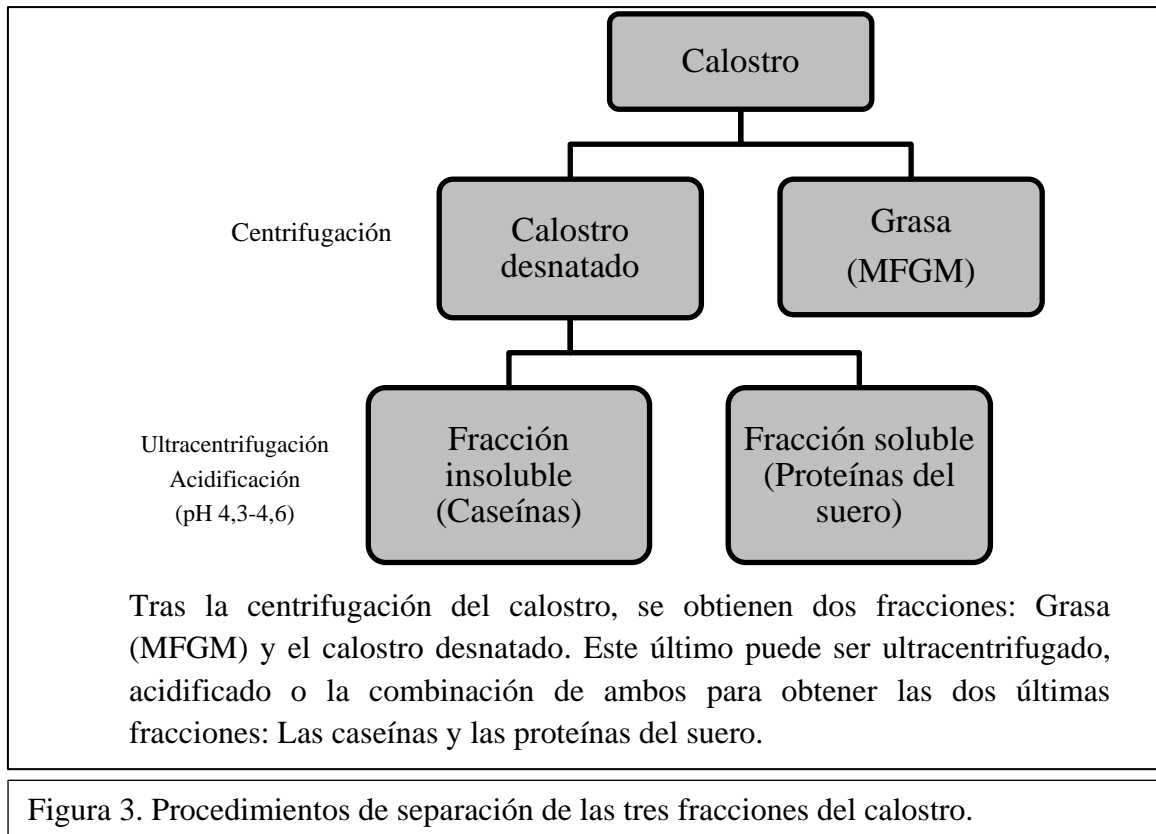 Calostro
Centrifugación
Calostro
desnatado
Grasa
(MFGM)
Ultracentrifugación
Acidificación
(pH 4,3-4,6)
Fracción
insoluble
(Caseínas)
Fracción soluble
(Proteínas del
suero)
Tras la centrifugación del calostro, se obtienen dos fracciones: Grasa
(MFGM) y el calostro desnatado. Este último puede ser ultracentrifugado,
acidificado o la combinación de ambos para obtener las dos últimas
fracciones: Las caseínas y las proteínas del suero.
Figura 3. Procedimientos de separación de las tres fracciones del calostro.